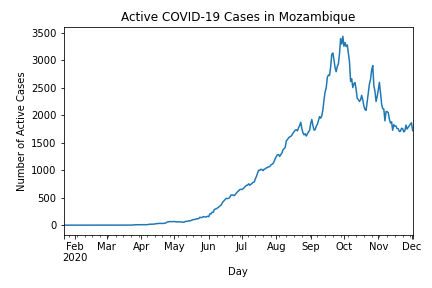 Active COVID-19 Cases in Mozambique
Number of Active Cases
3500
3000
2500
2000
1500
1000
500
0
Feb Mar Apr May Jun Jul Aug Sep Oct Nov Dec
2020
Day